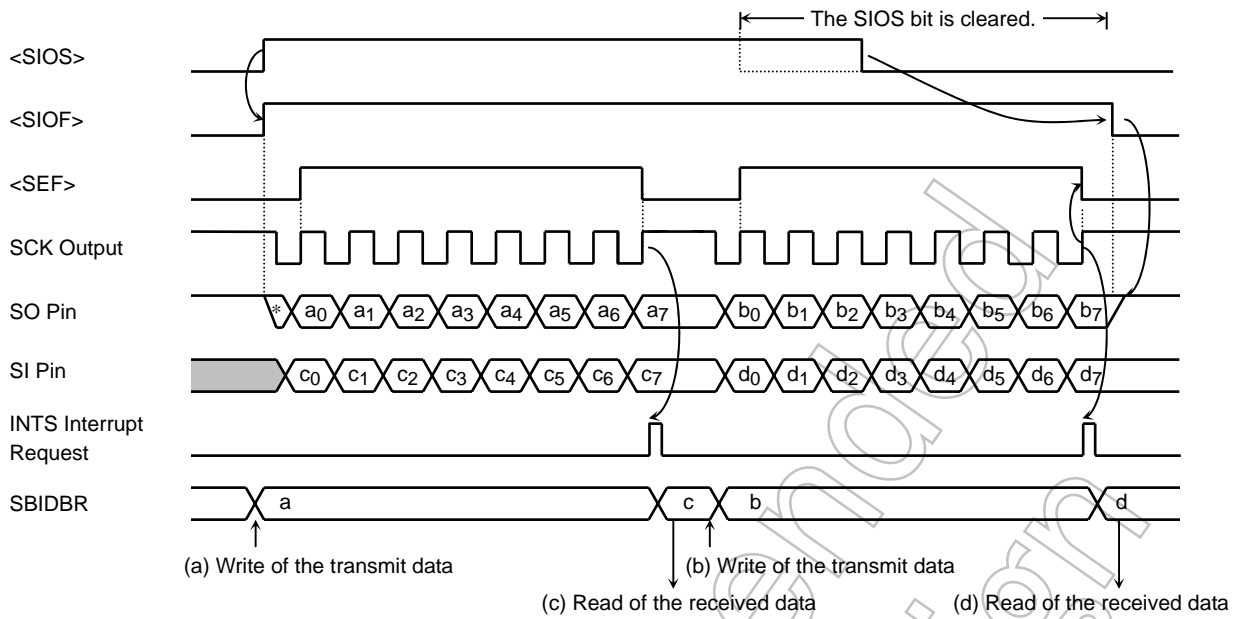 The SIOS bit is cleared.
<SIOS>
<SIOF>
<SEF>
SCK Output
SO Pin * a0 a1 a2 a3 a4 a5 a6 a7 b0 b1 b2 b3 b4 b5 b6 b7
SI Pin c0 c1 c2 c3 c4 c5 c6 c7 d0 d1 d2 d3 d4 d5 d6 d7
INTS Interrupt
Request
SBIDBR a c b d
(a) Write of the transmit data (b) Write of the transmit data
(c) Read of the received data (d) Read of the received data